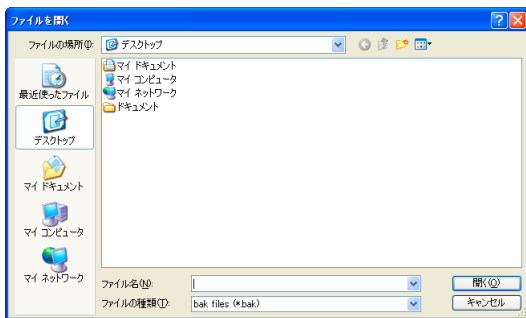 ファイルを開く
ファイルの場所(I):
デスクトップ
マイ ドキュメント
マイ コンピュータ
マイ ネットワーク
ドキュメント
最近使ったファイル
デスクトップ
マイ ドキュメント
マイ コンピュータ
マイ ネットワーク
ファイル名(N):
開く(O)
ファイルの種類(T):
bak files (*.bak)
キャンセル